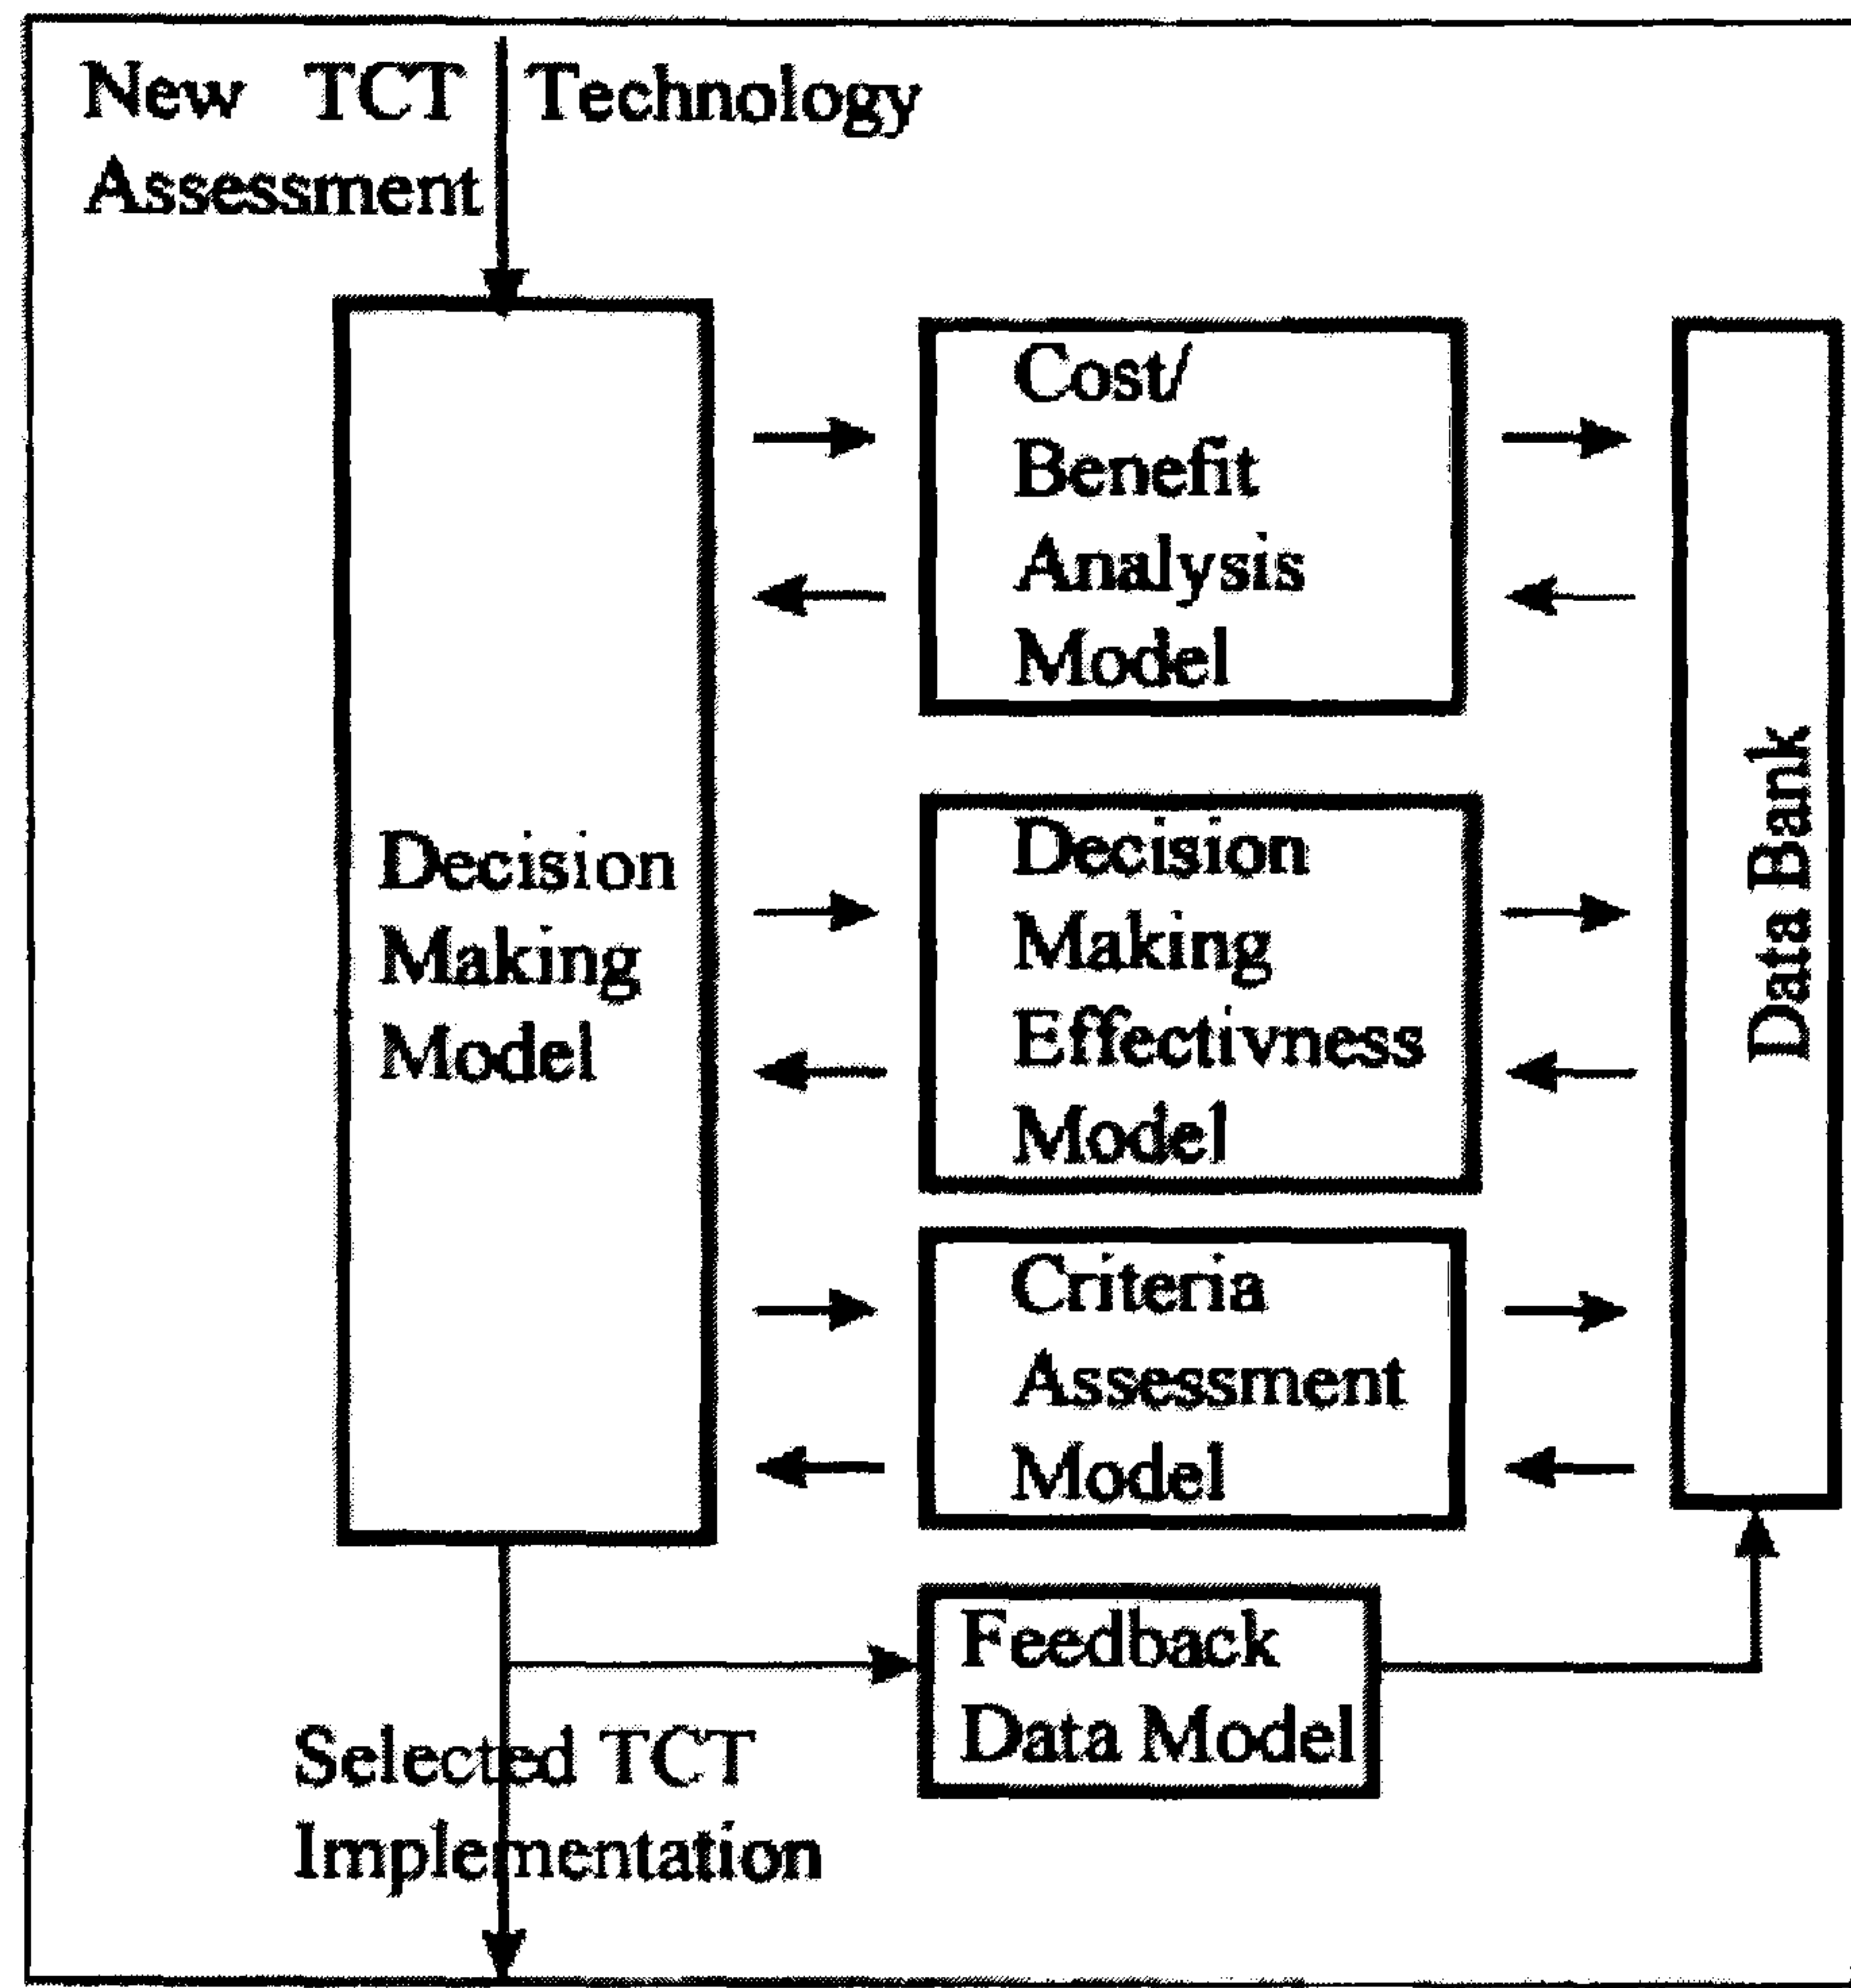 New TCT Technology
Assessment
Cost/
Benefit
Analysis
Model
Decision
Making
Model
Decision
Making
Effectivness
Model
Data Bank
Criteria
Assessment
Model
Feedback
Data Model
Selected TCT
Implementation